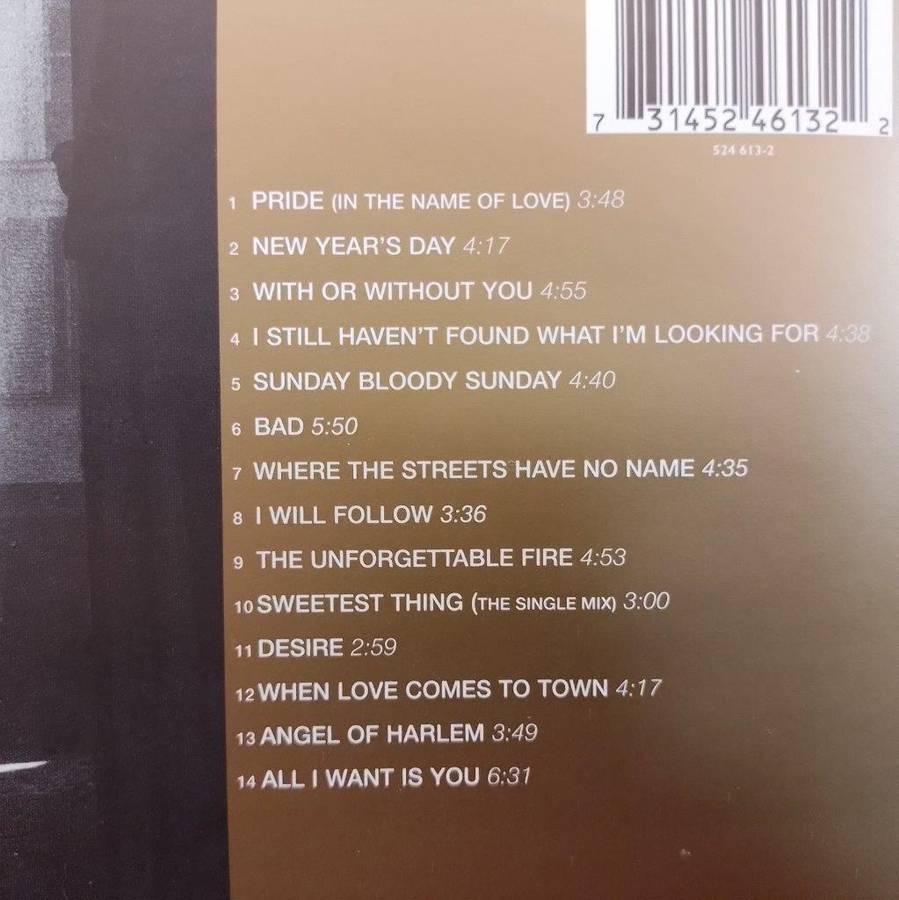 7 31452 46132 2
524 613-2
1 PRIDE (IN THE NAME OF LOVE) 3:48
2 NEW YEAR'S DAY 4:17
3 WITH OR WITHOUT YOU 4:55
4 I STILL HAVEN'T FOUND WHAT I'M LOOKING FOR 4:38
5 SUNDAY BLOODY SUNDAY 4:40
6 BAD 5:50
7 WHERE THE STREETS HAVE NO NAME 4:35
8 I WILL FOLLOW 3:36
9 THE UNFORGETTABLE FIRE 4:53
10 SWEETEST THING (THE SINGLE MIX) 3:00
11 DESIRE 2:59
12 WHEN LOVE COMES TO TOWN 4:17
13 ANGEL OF HARLEM 3:49
14 ALL I WANT IS YOU 6:31